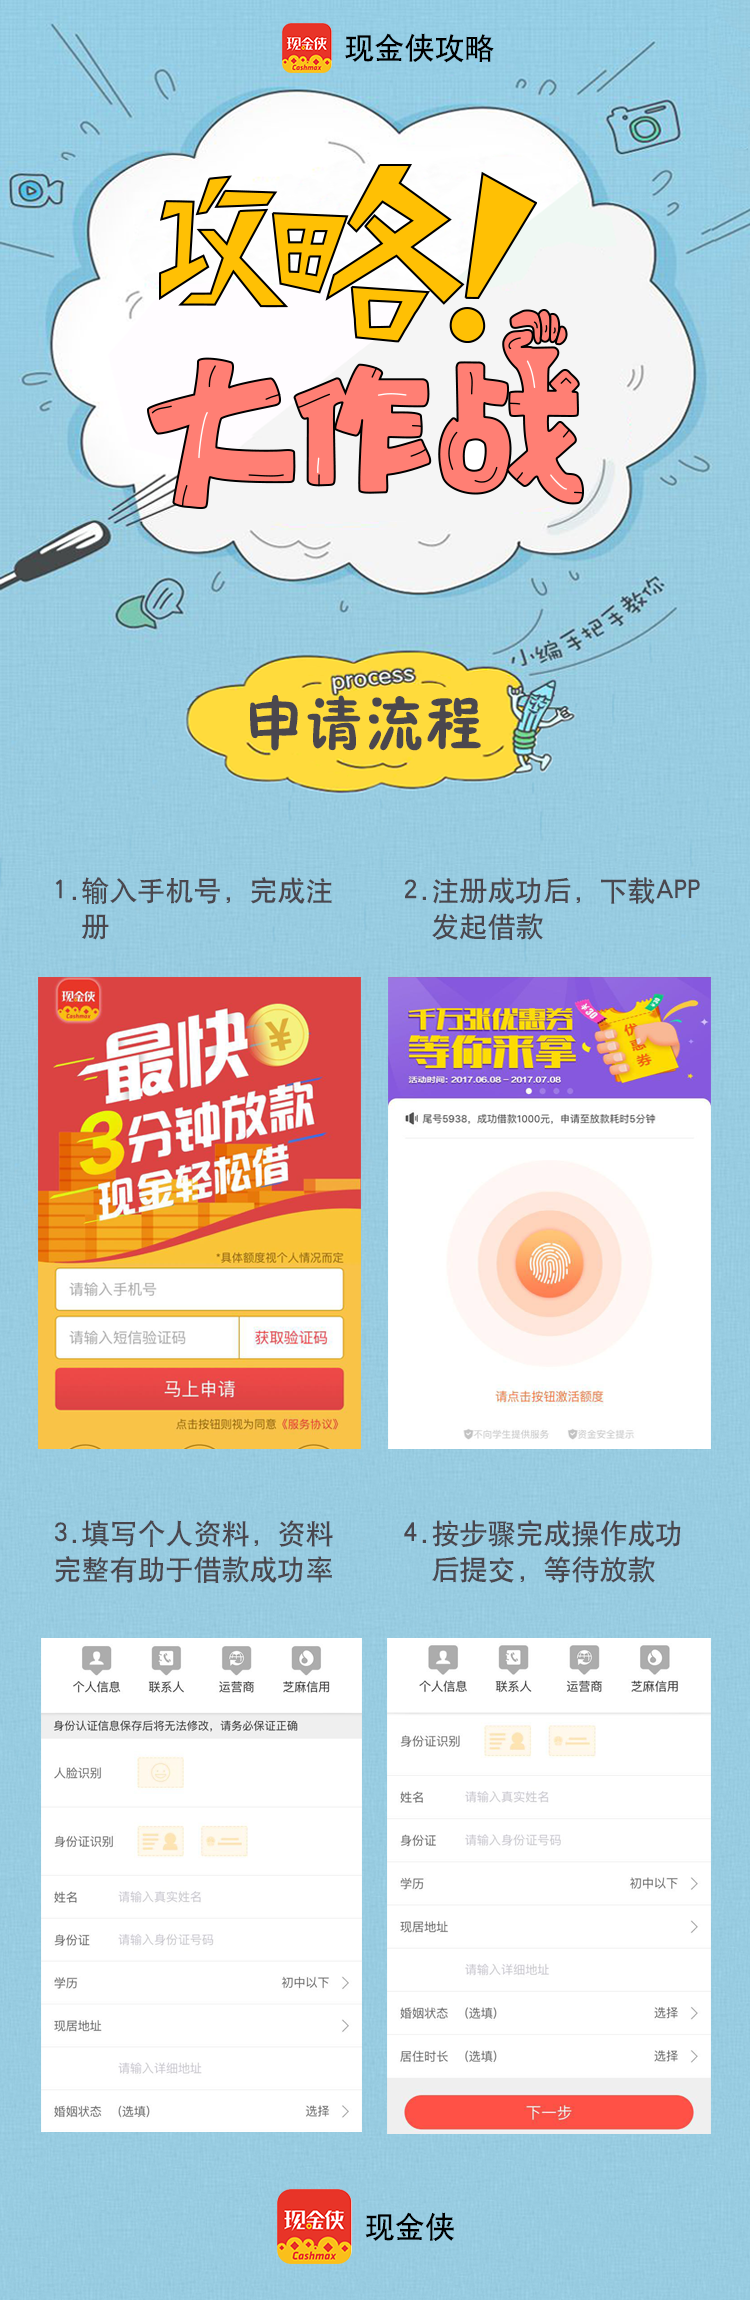 现金侠
Cashmax
现金侠攻略
攻略!
大作战
小编手把手教你
process
申请流程
1.输入手机号，完成注
册
2.注册成功后，下载APP
发起借款
现金侠
Cashmax
最快
3分钟放款
现金轻松借
*具体额度视个人情况而定
请输入手机号
请输入短信验证码
获取验证码
马上申请
点击按钮则视为同意《服务协议》
千万张优惠券
等你来拿
优惠券
活动时间：2017.06.08－2017.07.08
尾号5938，成功借款1000元，申请至放款耗时5分钟
请点击按钮激活额度
不向学生提供服务
资金安全提示
3.填写个人资料，资料
完整有助于借款成功率
4.按步骤完成操作成功
后提交，等待放款
个人信息
联系人
运营商
芝麻信用
身份认证信息保存后将无法修改，请务必保证正确
人脸识别
身份证识别
姓名 请输入真实姓名
身份证 请输入身份证号码
学历 初中以下
现居地址
请输入详细地址
婚姻状态 (选填) 选择
个人信息
联系人
运营商
芝麻信用
身份证识别
姓名 请输入真实姓名
身份证 请输入身份证号码
学历 初中以下
现居地址
请输入详细地址
婚姻状态 (选填) 选择
居住时长 (选填) 选择
下一步
现金侠
Cashmax
现金侠